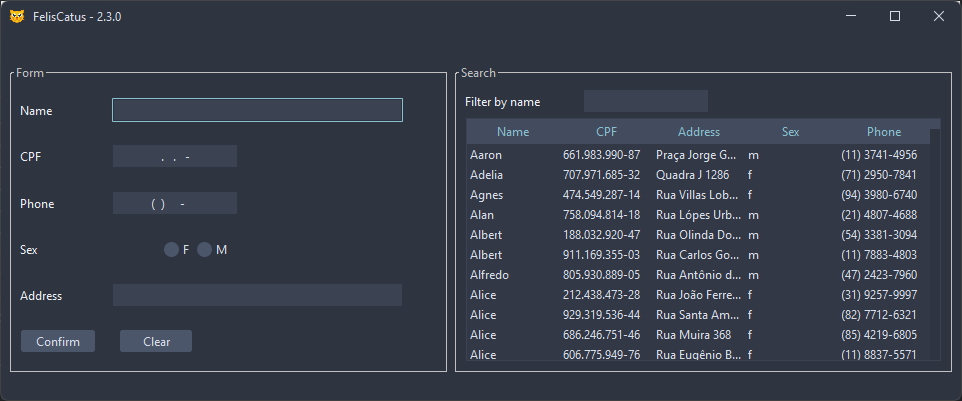 FelisCatus - 2.3.0
Form
Name
CPF . . -
Phone ( ) -
Sex F M
Address
Confirm Clear
Search
Filter by name
Name CPF Address Sex Phone
Aaron 661.983.990-87 Praça Jorge G... m (11) 3741-4956
Adelia 707.971.685-32 Quadra J 1286 f (71) 2950-7841
Agnes 474.549.287-14 Rua Villas Lob... f (94) 3980-6740
Alan 758.094.814-18 Rua Lópes Urb... m (21) 4807-4688
Albert 188.032.920-47 Rua Olinda Do... m (54) 3381-3094
Albert 911.169.355-03 Rua Carlos Go... m (11) 7883-4803
Alfredo 805.930.889-05 Rua Antônio d... m (47) 2423-7960
Alice 212.438.473-28 Rua João Ferre... f (31) 9257-9997
Alice 929.319.536-44 Rua Santa Am... f (82) 7712-6321
Alice 686.246.751-46 Rua Muira 368 f (85) 4219-6805
Alice 606.775.949-76 Rua Eugênio B... f (11) 8837-5571